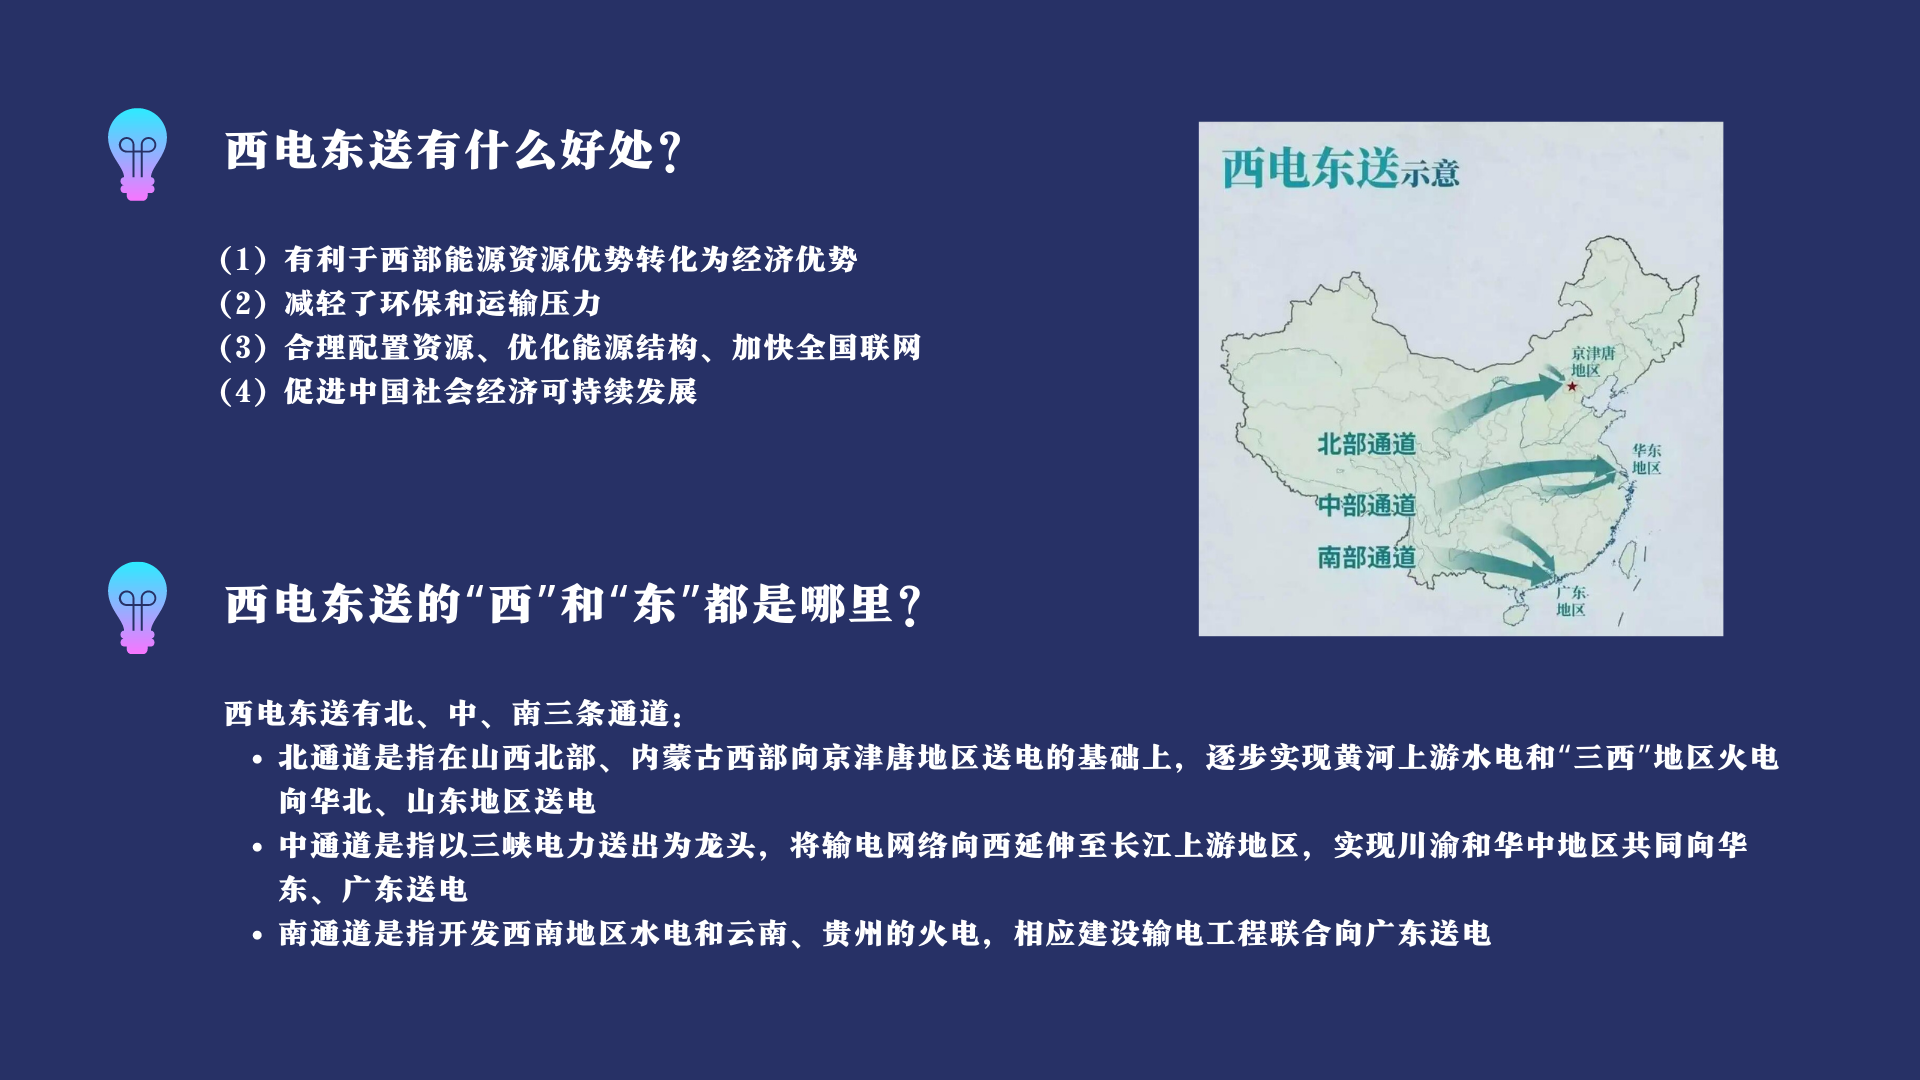 西电东送有什么好处？
（1）有利于西部能源资源优势转化为经济优势
（2）减轻了环保和运输压力
（3）合理配置资源、优化能源结构、加快全国联网
（4）促进中国社会经济可持续发展
西电东送示意
京津唐
地区
北部通道
华东
地区
中部通道
南部通道
广东
地区
西电东送的“西”和“东”都是哪里？
西电东送有北、中、南三条通道：
• 北通道是指在山西北部、内蒙古西部向京津唐地区送电的基础上，逐步实现黄河上游水电和“三西”地区火电
向华北、山东地区送电
• 中通道是指以三峡电力送出为龙头，将输电网络向西延伸至长江上游地区，实现川渝和华中地区共同向华
东、广东送电
• 南通道是指开发西南地区水电和云南、贵州的火电，相应建设输电工程联合向广东送电